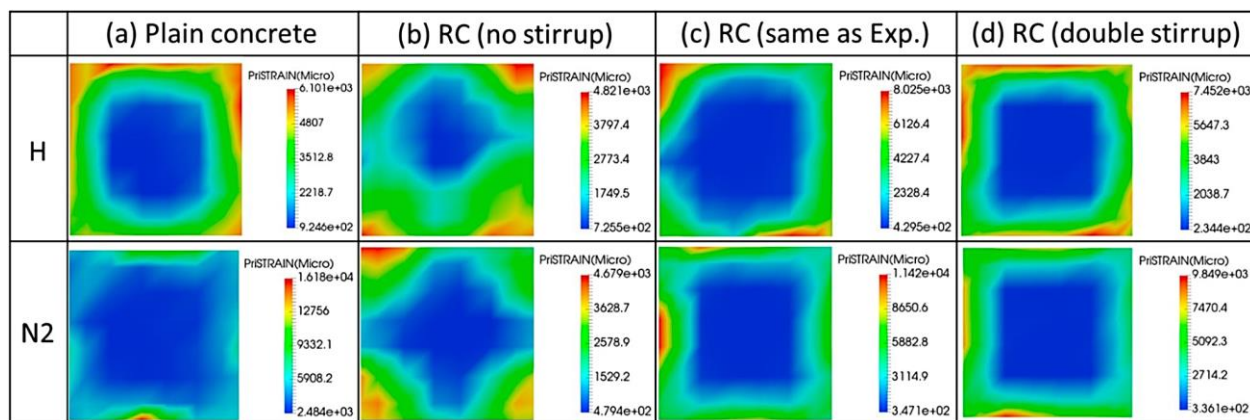 (a) Plain concrete
(b) RC (no stirrup)
(c) RC (same as Exp.)
(d) RC (double stirrup)
H
PriSTRAIN(Micro)
6.101e+03
4807
3512.8
2218.7
9.246e+02
PriSTRAIN(Micro)
4.821e+03
3797.4
2773.4
1749.5
7.255e+02
PriSTRAIN(Micro)
8.025e+03
6126.4
4227.4
2328.4
4.295e+02
PriSTRAIN(Micro)
7.452e+03
5647.3
3843
2038.7
2.344e+02
N2
PriSTRAIN(Micro)
1.618e+04
12756
9332.1
5908.2
2.484e+03
PriSTRAIN(Micro)
4.679e+03
3628.7
2578.9
1529.2
4.794e+02
PriSTRAIN(Micro)
1.142e+04
8650.6
5882.8
3114.9
3.471e+02
PriSTRAIN(Micro)
9.849e+03
7470.4
5092.3
2714.2
3.361e+02